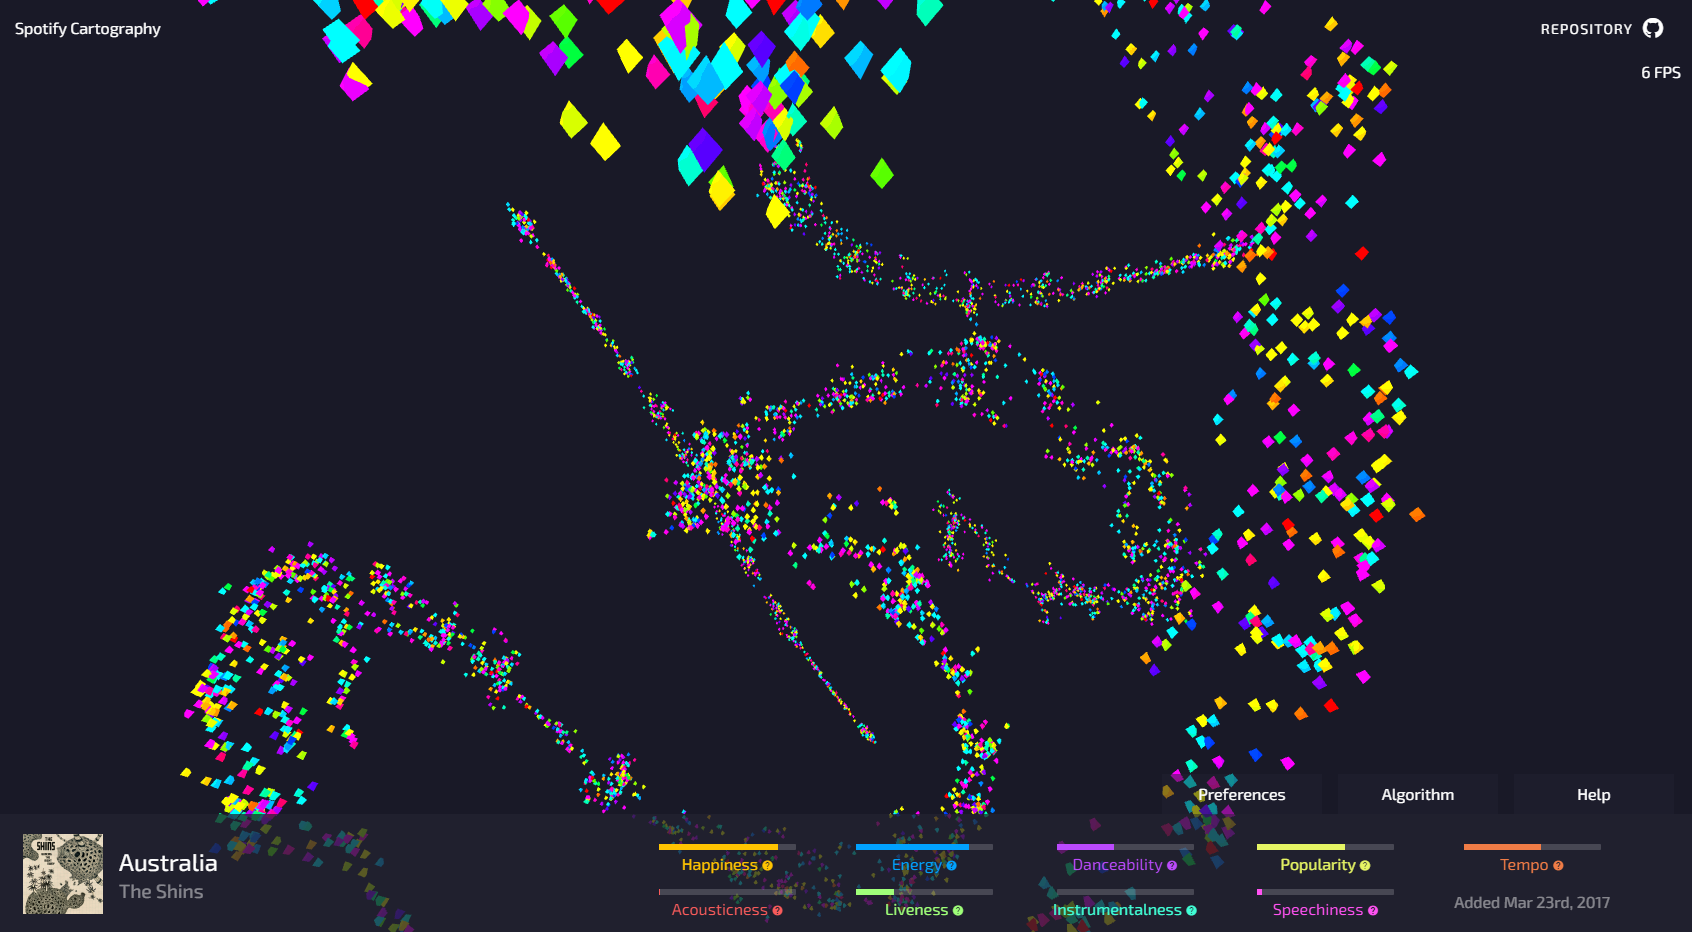 Spotify Cartography
REPOSITORY
6 FPS
Preferences
Algorithm
Help
THE
SHINS
Australia
The Shins
Happiness
Energy
Danceability
Popularity
Tempo
Acousticness
Liveness
Instrumentalness
Speechiness
Added Mar 23rd, 2017